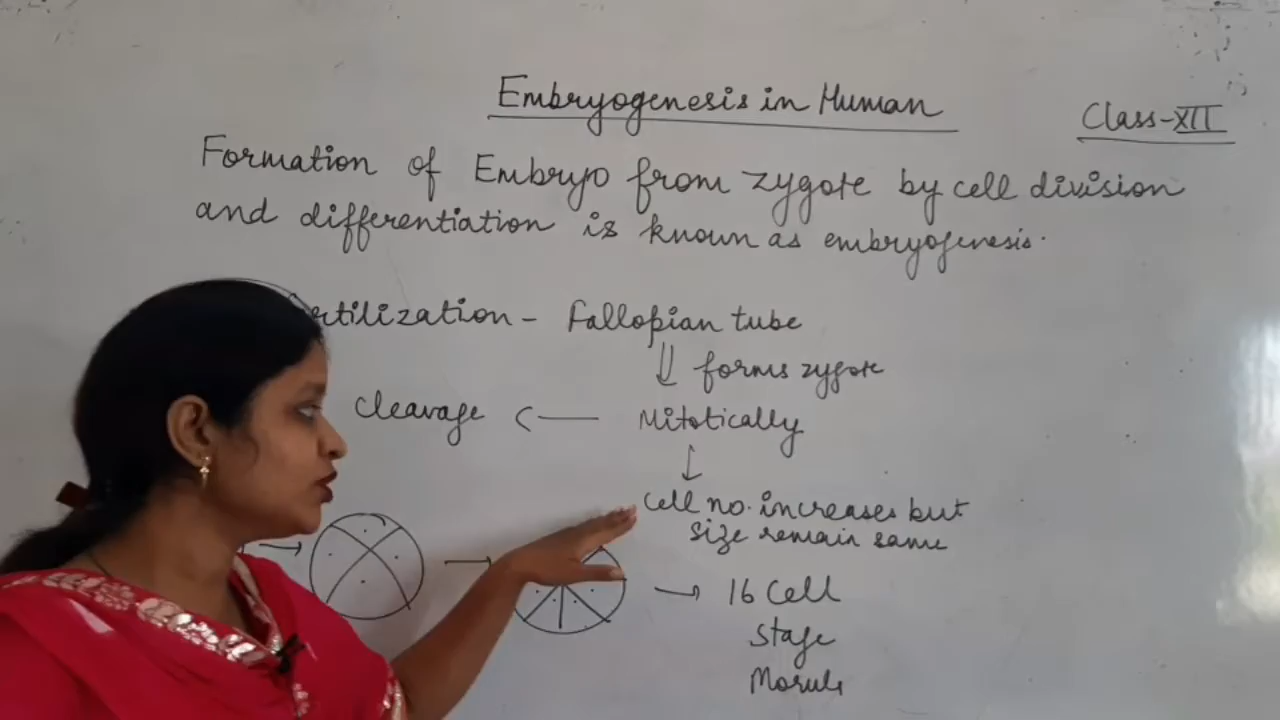 Embryogenesis in Human
Class-XII
Formation of Embryo from zygote by cell division
and differentiation is known as embryogenesis.
Fallopian tube
forms zygote
Cleavage
Mitotically
Cell no. increases but
size remain same
16 Cell
Stage
Morula